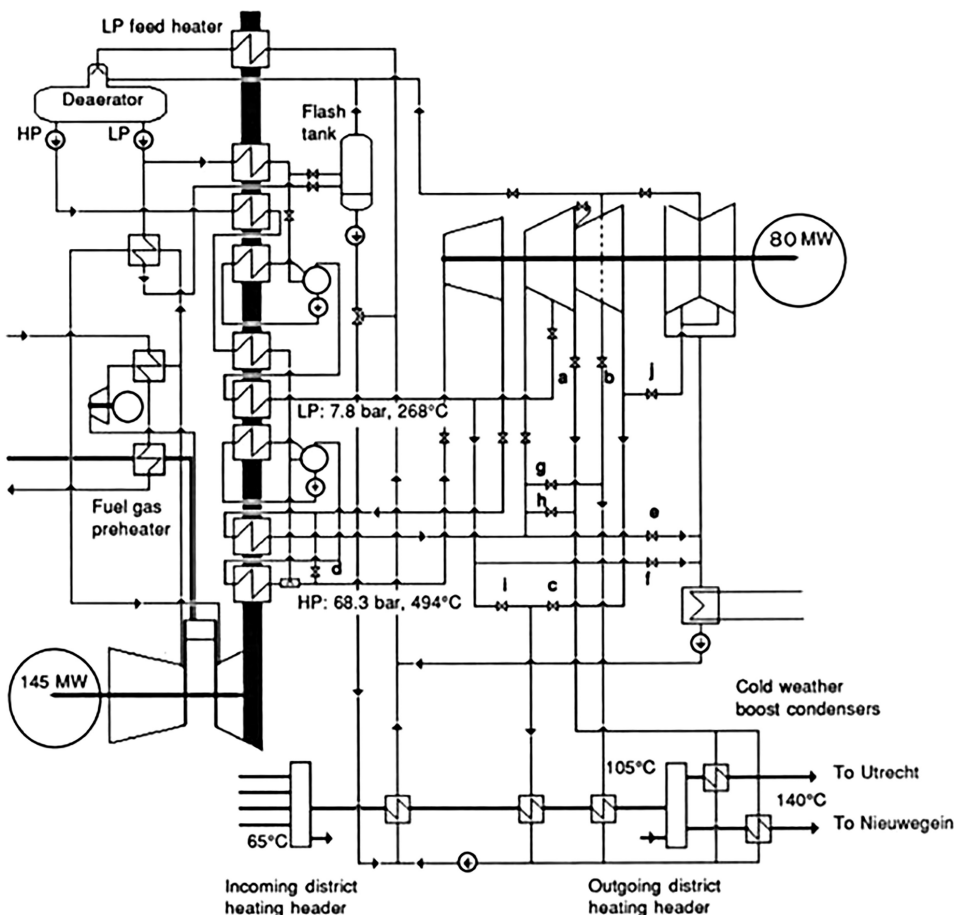 LP feed heater
Deaerator
HP
LP
Flash
tank
80 MW
a
b
j
LP: 7.8 bar, 268°C
g
h
e
Fuel gas
preheater
d
f
i
c
HP: 68.3 bar, 494°C
145 MW
Cold weather
boost condensers
105°C
To Utrecht
140°C
To Nieuwegein
65°C
Incoming district
heating header
Outgoing district
heating header